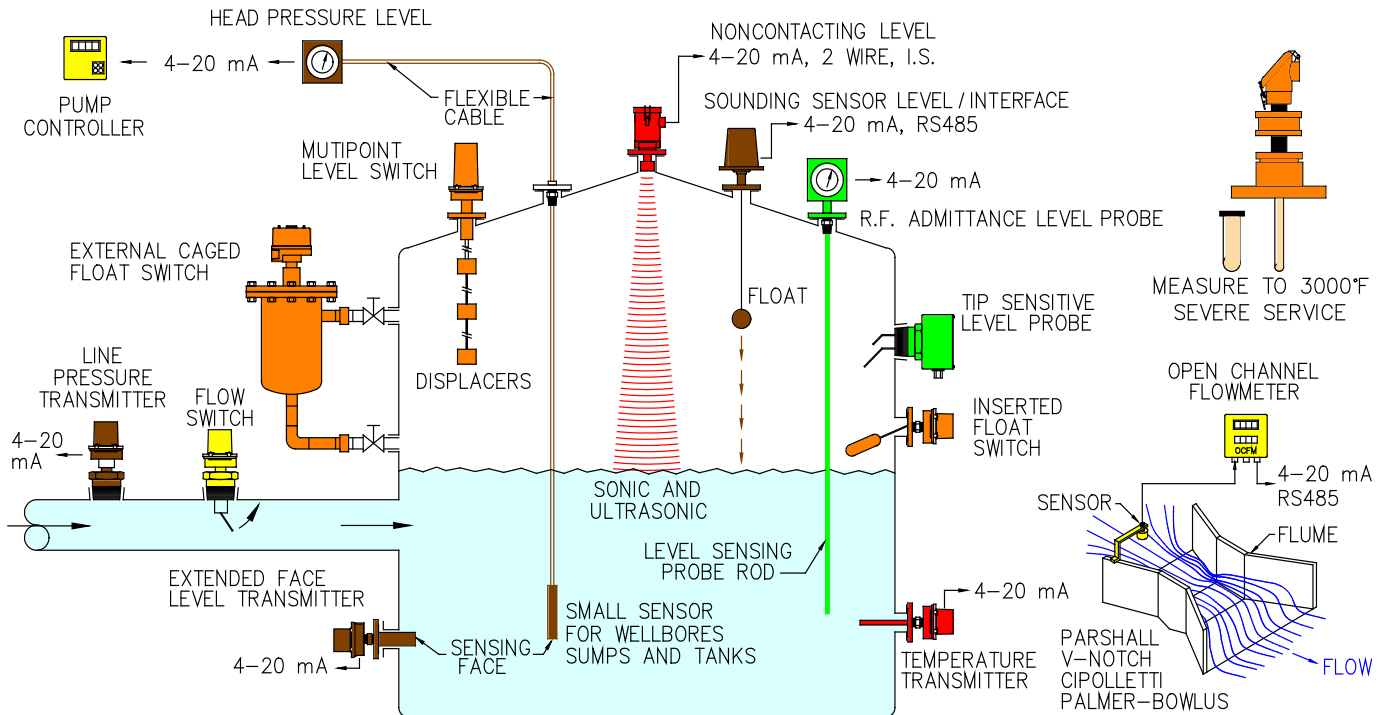 HEAD PRESSURE LEVEL
4-20 mA
PUMP
CONTROLLER
FLEXIBLE
CABLE
NONCONTACTING LEVEL
4-20 mA, 2 WIRE, I.S.
SOUNDING SENSOR LEVEL/INTERFACE
4-20 mA, RS485
MUTIPOINT
LEVEL SWITCH
4-20 mA
R.F. ADMITTANCE LEVEL PROBE
EXTERNAL CAGED
FLOAT SWITCH
FLOAT
MEASURE TO 3000°F
SEVERE SERVICE
TIP SENSITIVE
LEVEL PROBE
DISPLACERS
LINE
PRESSURE
TRANSMITTER
FLOW
SWITCH
4-20
mA
INSERTED
FLOAT
SWITCH
OPEN CHANNEL
FLOWMETER
OCFM
4-20 mA
RS485
SENSOR
FLUME
SONIC AND
ULTRASONIC
LEVEL SENSING
PROBE ROD
EXTENDED FACE
LEVEL TRANSMITTER
4-20 mA
SENSING
FACE
SMALL SENSOR
FOR WELLBORES
SUMPS AND TANKS
4-20 mA
TEMPERATURE
TRANSMITTER
PARSHALL
V-NOTCH
CIPOLLETTI
PALMER-BOWLUS
FLOW